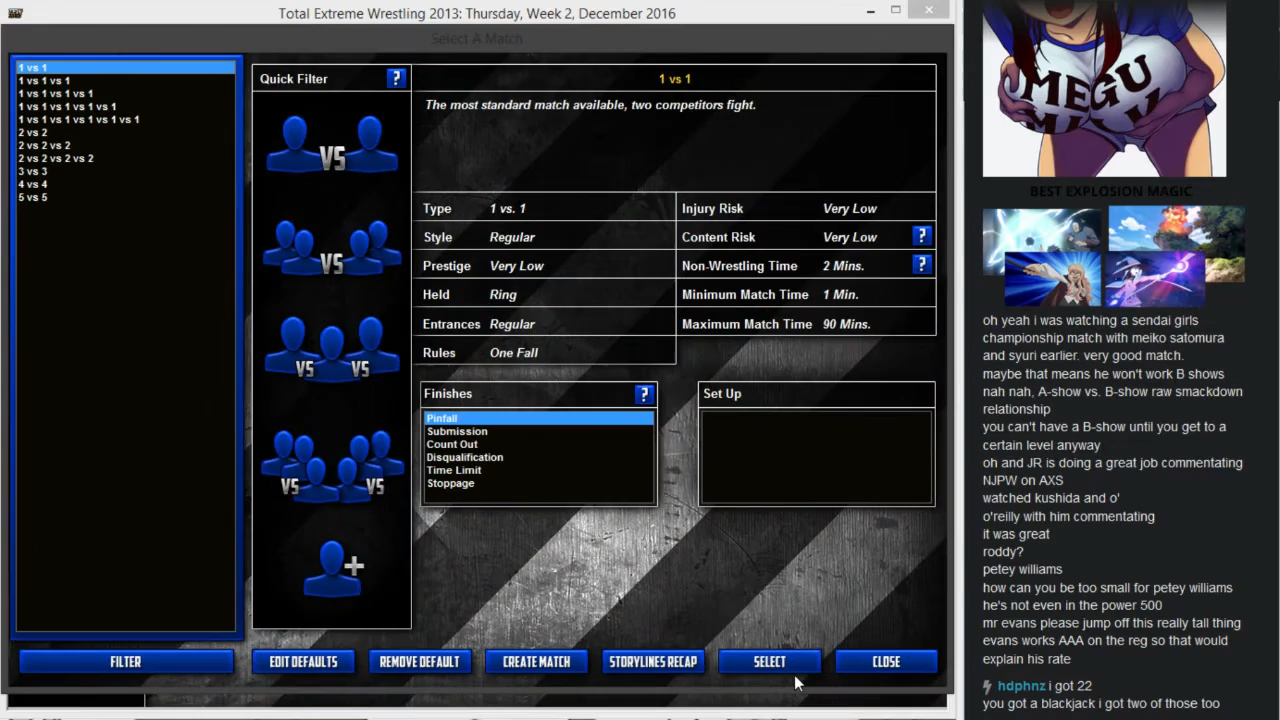 Total Extreme Wrestling 2013: Thursday, Week 2, December 2016
Select A Match
1 vs 1
1 vs 1 vs 1
1 vs 1 vs 1 vs 1
1 vs 1 vs 1 vs 1 vs 1
1 vs 1 vs 1 vs 1 vs 1 vs 1
2 vs 2
2 vs 2 vs 2
2 vs 2 vs 2 vs 2
3 vs 3
4 vs 4
5 vs 5
FILTER
Quick Filter ?
VS
VS
VS VS
VS VS
+
1 vs 1
The most standard match available, two competitors fight.
Type 1 vs. 1
Style Regular
Prestige Very Low
Held Ring
Entrances Regular
Rules One Fall
Injury Risk Very Low
Content Risk Very Low ?
Non-Wrestling Time 2 Mins. ?
Minimum Match Time 1 Min.
Maximum Match Time 90 Mins.
Finishes ?
Pinfall
Submission
Count Out
Disqualification
Time Limit
Stoppage
Set Up
EDIT DEFAULTS
REMOVE DEFAULT
CREATE MATCH
STORYLINES RECAP
SELECT
CLOSE
MEGU
BEST EXPLOSION MAGIC
oh yeah i was watching a sendai girls
championship match with meiko satomura
and syuri earlier. very good match.
maybe that means he won't work B shows
nah nah, A-show vs. B-show raw smackdown
relationship
you can't have a B-show until you get to a
certain level anyway
oh and JR is doing a great job commentating
NJPW on AXS
watched kushida and o'
o'reilly with him commentating
it was great
roddy?
petey williams
how can you be too small for petey williams
he's not even in the power 500
mr evans please jump off this really tall thing
evans works AAA on the reg so that would
explain his rate
hdphnz i got 22
you got a blackjack i got two of those too